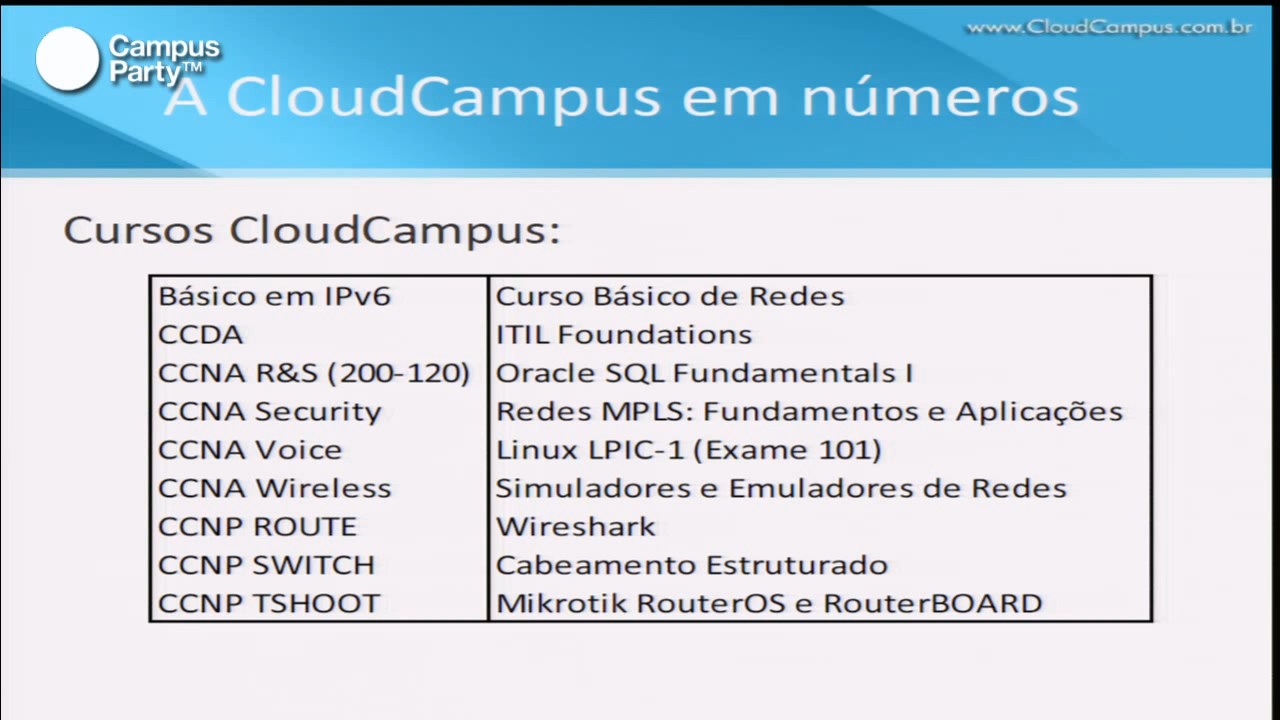 www.CloudCampus.com.br
Campus
Party™
A CloudCampus em números
Cursos CloudCampus:
Básico em IPv6
Curso Básico de Redes
CCDA
ITIL Foundations
CCNA R&S (200-120)
Oracle SQL Fundamentals I
CCNA Security
Redes MPLS: Fundamentos e Aplicações
CCNA Voice
Linux LPIC-1 (Exame 101)
CCNA Wireless
Simuladores e Emuladores de Redes
CCNP ROUTE
Wireshark
CCNP SWITCH
Cabeamento Estruturado
CCNP TSHOOT
Mikrotik RouterOS e RouterBOARD